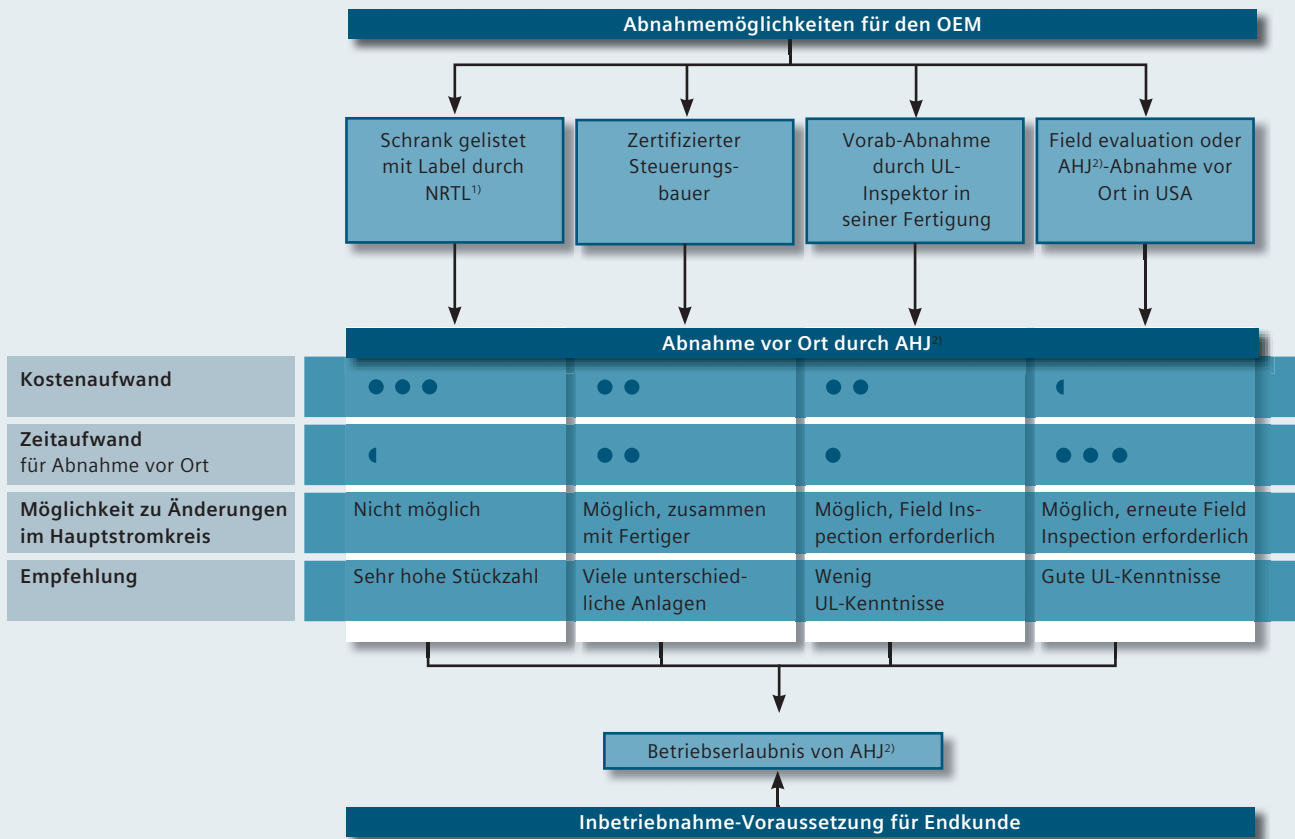 Abnahmemöglichkeiten für den OEM
Schrank gelistet
mit Label durch
NRTL1)
Zertifizierter
Steuerungs-
bauer
Vorab-Abnahme
durch UL-
Inspektor in
seiner Fertigung
Field evaluation oder
AHJ2)-Abnahme vor
Ort in USA
Abnahme vor Ort durch AHJ2)
Kostenaufwand
Zeitaufwand
für Abnahme vor Ort
Möglichkeit zu Änderungen
im Hauptstromkreis
Nicht möglich
Möglich, zusammen
mit Fertiger
Möglich, Field Ins-
pection erforderlich
Möglich, erneute Field
Inspection erforderlich
Empfehlung
Sehr hohe Stückzahl
Viele unterschied-
liche Anlagen
Wenig
UL-Kenntnisse
Gute UL-Kenntnisse
Betriebserlaubnis von AHJ2)
Inbetriebnahme-Voraussetzung für Endkunde